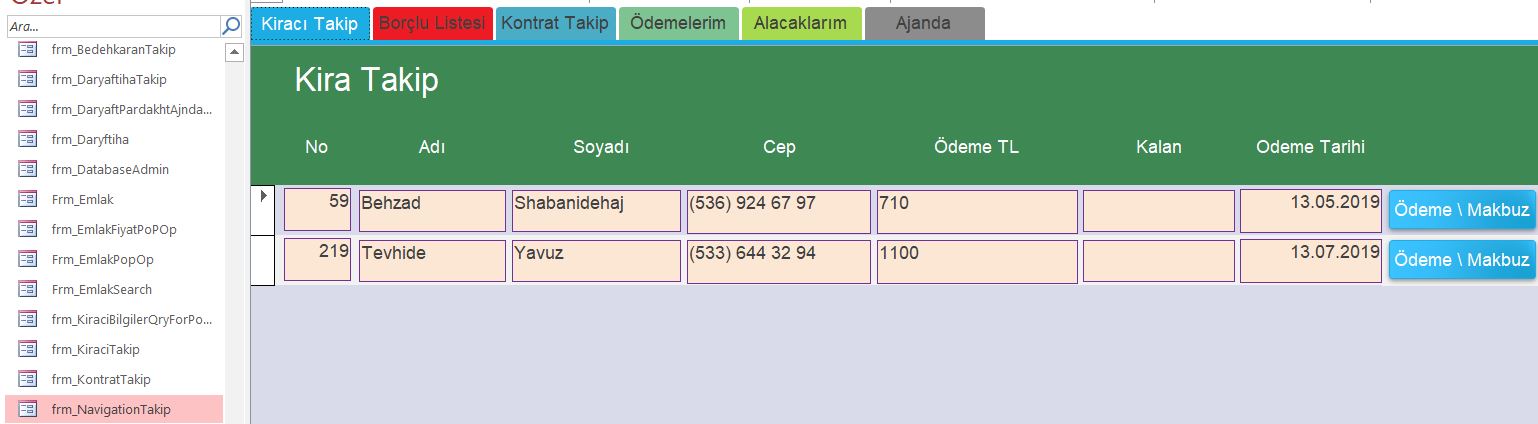 Özel
Ara...
frm_BedehkaranTakip
frm_DaryaftihaTakip
frm_DaryaftPardakhtAjnda...
frm_Daryftiha
frm_DatabaseAdmin
Frm_Emlak
frm_EmlakFiyatPoPOp
Frm_EmlakPopOp
Frm_EmlakSearch
frm_KiraciBilgilerQryForPo...
frm_KiraciTakip
frm_KontratTakip
frm_NavigationTakip
Kiracı Takip Borçlu Listesi Kontrat Takip Ödemelerim Alacaklarım Ajanda
Kira Takip
No Adı Soyadı Cep Ödeme TL Kalan Odeme Tarihi
59 Behzad Shabanidehaj (536) 924 67 97 710 13.05.2019 Ödeme \ Makbuz
219 Tevhide Yavuz (533) 644 32 94 1100 13.07.2019 Ödeme \ Makbuz